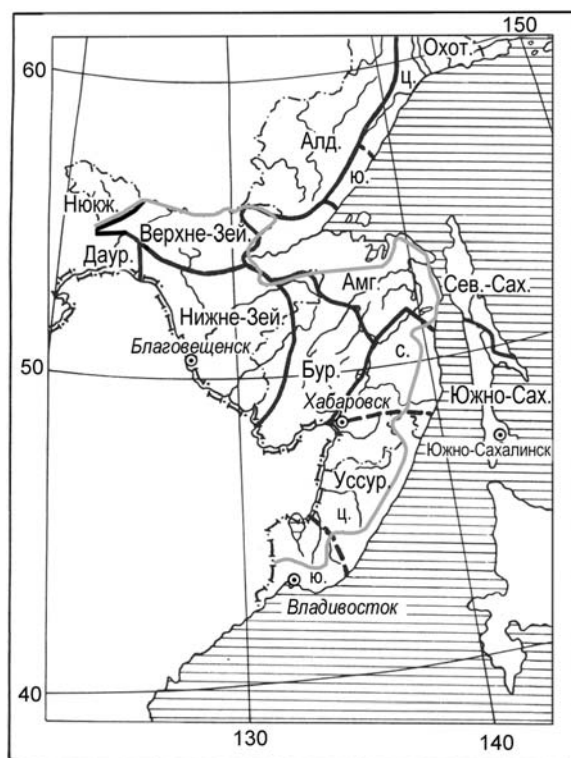 150
60
Охот.
ц.
Алд.
ю.
Нюкж.
Верхне-Зей.
Даур.
Амг.
Сев.-Сах.
Нижне-Зей.
Благовещенск
50
Бур.
с.
Хабаровск
Южно-Сах.
Южно-Сахалинск
Уссур.
ц.
ю.
Владивосток
40
130
140